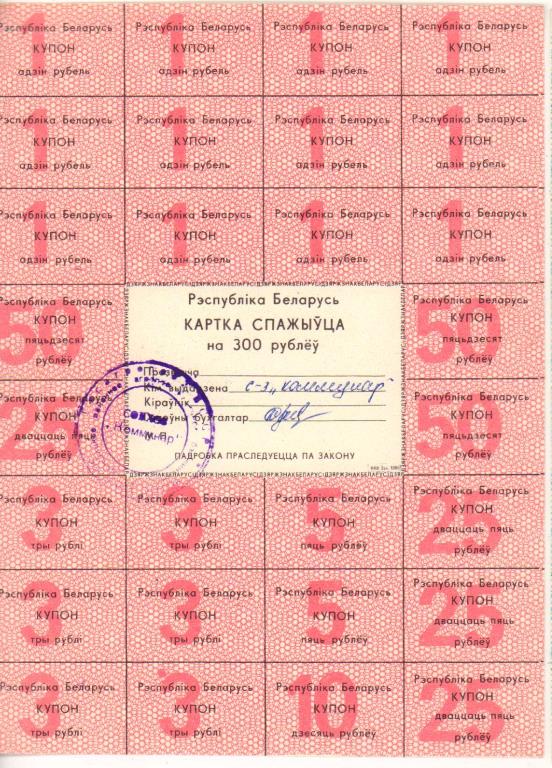 1 1 1 1
Рэспубліка Беларусь Рэспубліка Беларусь Рэспубліка Беларусь Рэспубліка Беларусь
КУПОН КУПОН КУПОН КУПОН
адзін рубель адзін рубель адзін рубель адзін рубель
1 1 1 1
Рэспубліка Беларусь Рэспубліка Беларусь Рэспубліка Беларусь Рэспубліка Беларусь
КУПОН КУПОН КУПОН КУПОН
адзін рубель адзін рубель адзін рубель адзін рубель
1 1 1 1
Рэспубліка Беларусь Рэспубліка Беларусь Рэспубліка Беларусь Рэспубліка Беларусь
КУПОН КУПОН КУПОН КУПОН
адзін рубель адзін рубель адзін рубель адзін рубель
50
Рэспубліка Беларусь
КУПОН
пяцьдзесят
рублёў
25
Рэспубліка Беларусь
КУПОН
дваццаць пяць
рублёў
Рэспубліка Беларусь
КАРТКА СПАЖЫЎЦА
на 300 рублёў
Прозвішча
Кім выдадзена с-з „Коммунар"
Кіраўнік
Галоўны бухгалтар
М. П.
"Коммунар"
ПАДРОБКА ПРАСЛЕДУЕЦЦА ПА ЗАКОНУ
50
Рэспубліка Беларусь
КУПОН
пяцьдзесят
рублёў
50
Рэспубліка Беларусь
КУПОН
пяцьдзесят
рублёў
3 3 5 25
Рэспубліка Беларусь Рэспубліка Беларусь Рэспубліка Беларусь Рэспубліка Беларусь
КУПОН КУПОН КУПОН КУПОН
тры рублі тры рублі пяць рублёў дваццаць пяць
рублёў
3 3 5 25
Рэспубліка Беларусь Рэспубліка Беларусь Рэспубліка Беларусь Рэспубліка Беларусь
КУПОН КУПОН КУПОН КУПОН
тры рублі тры рублі пяць рублёў дваццаць пяць
рублёў
3 3 10 25
Рэспубліка Беларусь Рэспубліка Беларусь Рэспубліка Беларусь Рэспубліка Беларусь
КУПОН КУПОН КУПОН КУПОН
тры рублі тры рублі дзесяць рублёў дваццаць пяць
рублёў